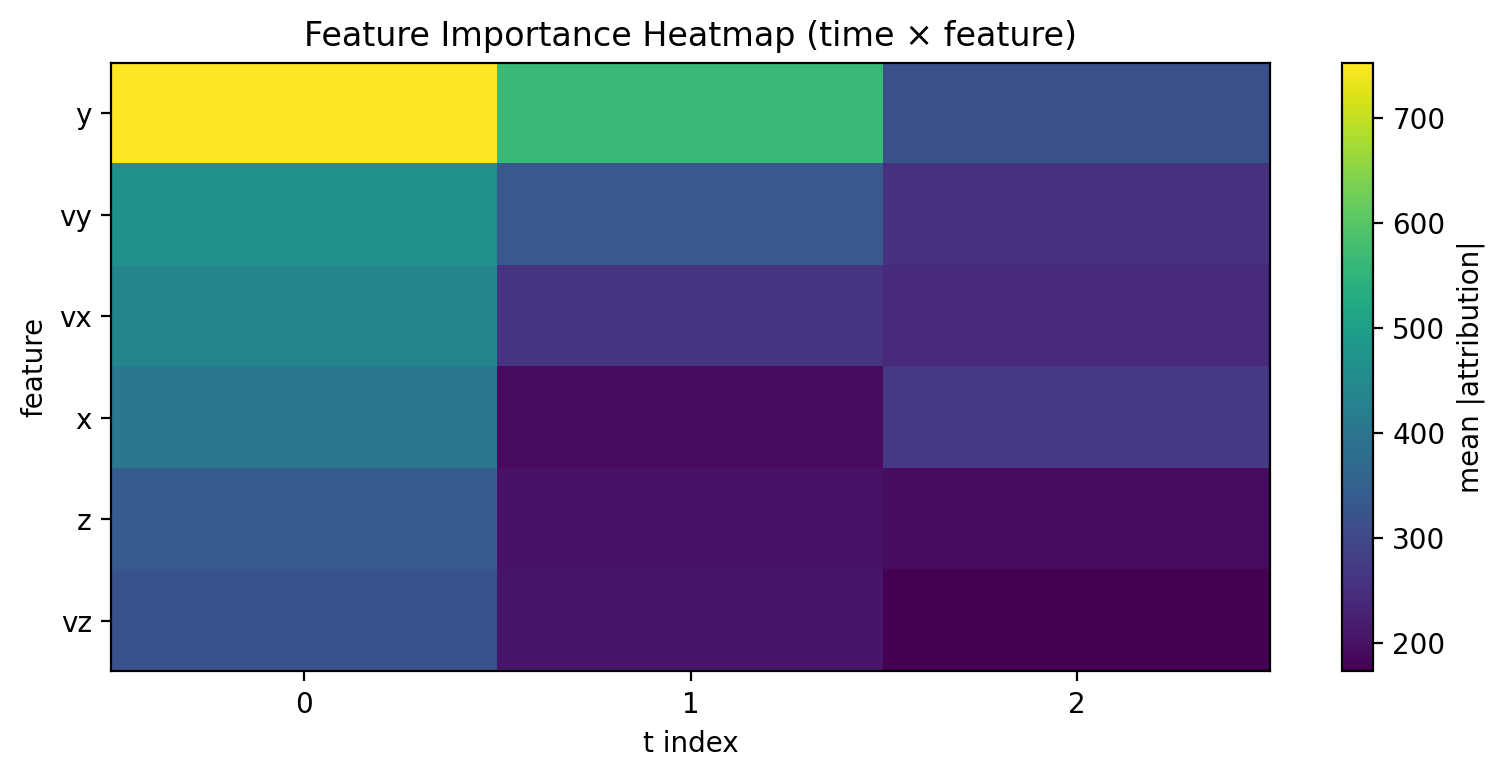 Feature Importance Heatmap (time × feature)
y
vy
vx
x
z
vz
feature
0
1
2
t index
700
600
500
400
300
200
mean |attribution|